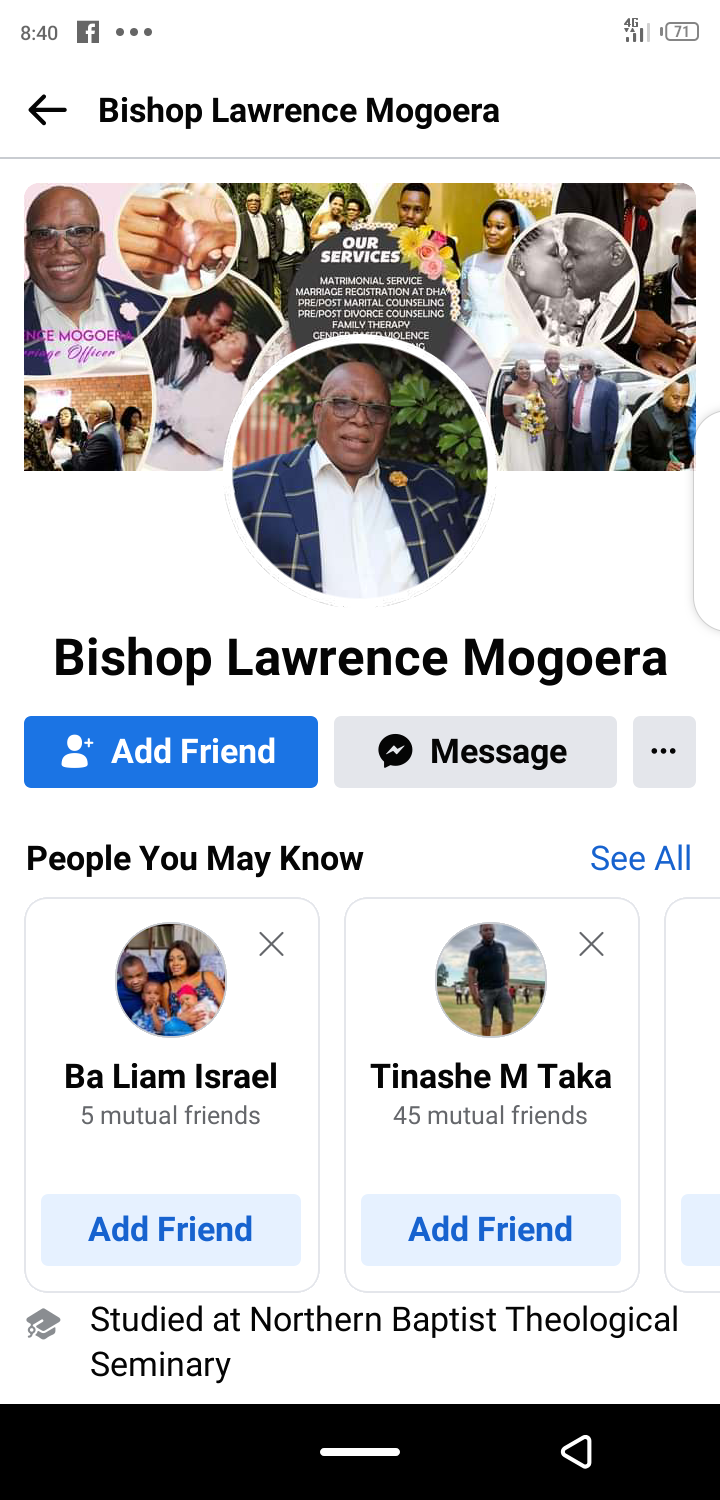 8:40
4G
71
Bishop Lawrence Mogoera
OUR
SERVICES
MATRIMONIAL SERVICE
MARRIAGE REGISTRATION AT DHA
PRE/POST MARITAL COUNSELING
PRE/POST DIVORCE COUNSELING
FAMILY THERAPY
GENDER BASED VIOLENCE
NCE MOGOERA
rriage Officer
Bishop Lawrence Mogoera
Add Friend
Message
People You May Know
See All
Ba Liam Israel
5 mutual friends
Add Friend
Tinashe M Taka
45 mutual friends
Add Friend
Studied at Northern Baptist Theological
Seminary